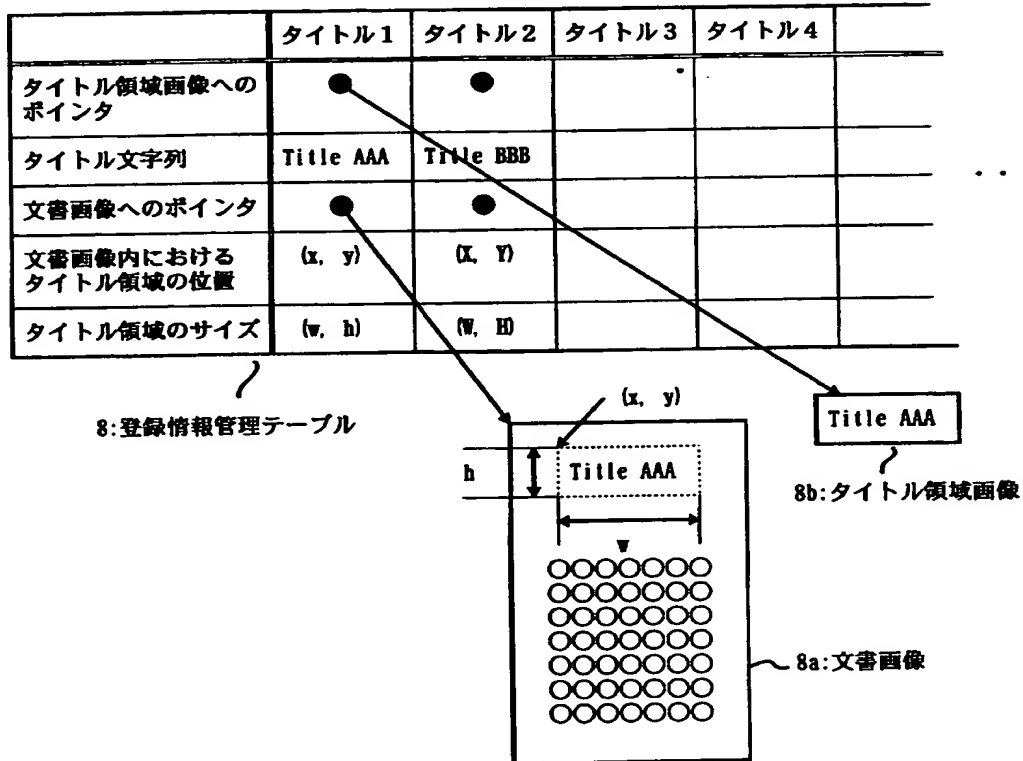 タイトル1 タイトル2 タイトル3 タイトル4
タイトル領域画像への
ポインタ
タイトル文字列 Title AAA Title BBB
文書画像へのポインタ
文書画像内における (x, y) (X, Y)
タイトル領域の位置
タイトル領域のサイズ (w, h) (W, H)
8:登録情報管理テーブル
(x, y)
Title AAA
h Title AAA
8b:タイトル領域画像
w
○○○○○○○
○○○○○○○
○○○○○○○
○○○○○○○
○○○○○○○
○○○○○○○
○○○○○○○
8a:文書画像